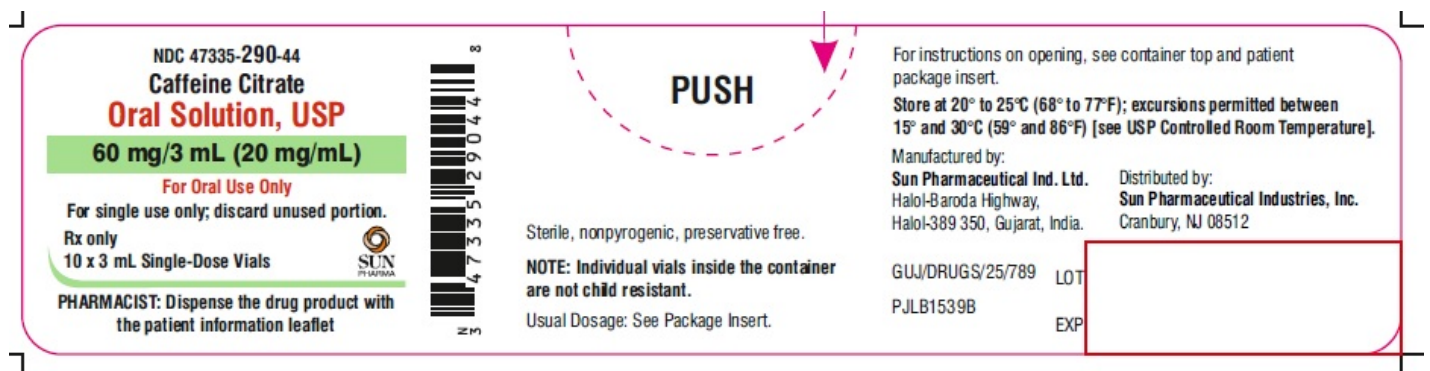 NDC 47335-290-44
Caffeine Citrate
Oral Solution, USP
60 mg/3 mL (20 mg/mL)
For Oral Use Only
For single use only; discard unused portion.
Rx only
10 x 3 mL Single-Dose Vials
SUN
PHARMA
PHARMACIST: Dispense the drug product with
the patient information leaflet
N
3 47335 29044 8
PUSH
Sterile, nonpyrogenic, preservative free.
NOTE: Individual vials inside the container
are not child resistant.
Usual Dosage: See Package Insert.
For instructions on opening, see container top and patient
package insert.
Store at 20° to 25°C (68° to 77°F); excursions permitted between
15° and 30°C (59° and 86°F) [see USP Controlled Room Temperature].
Manufactured by:
Sun Pharmaceutical Ind. Ltd.
Halol-Baroda Highway,
Halol-389 350, Gujarat, India.
Distributed by:
Sun Pharmaceutical Industries, Inc.
Cranbury, NJ 08512
GUJ/DRUGS/25/789
PJLB1539B
LOT
EXP